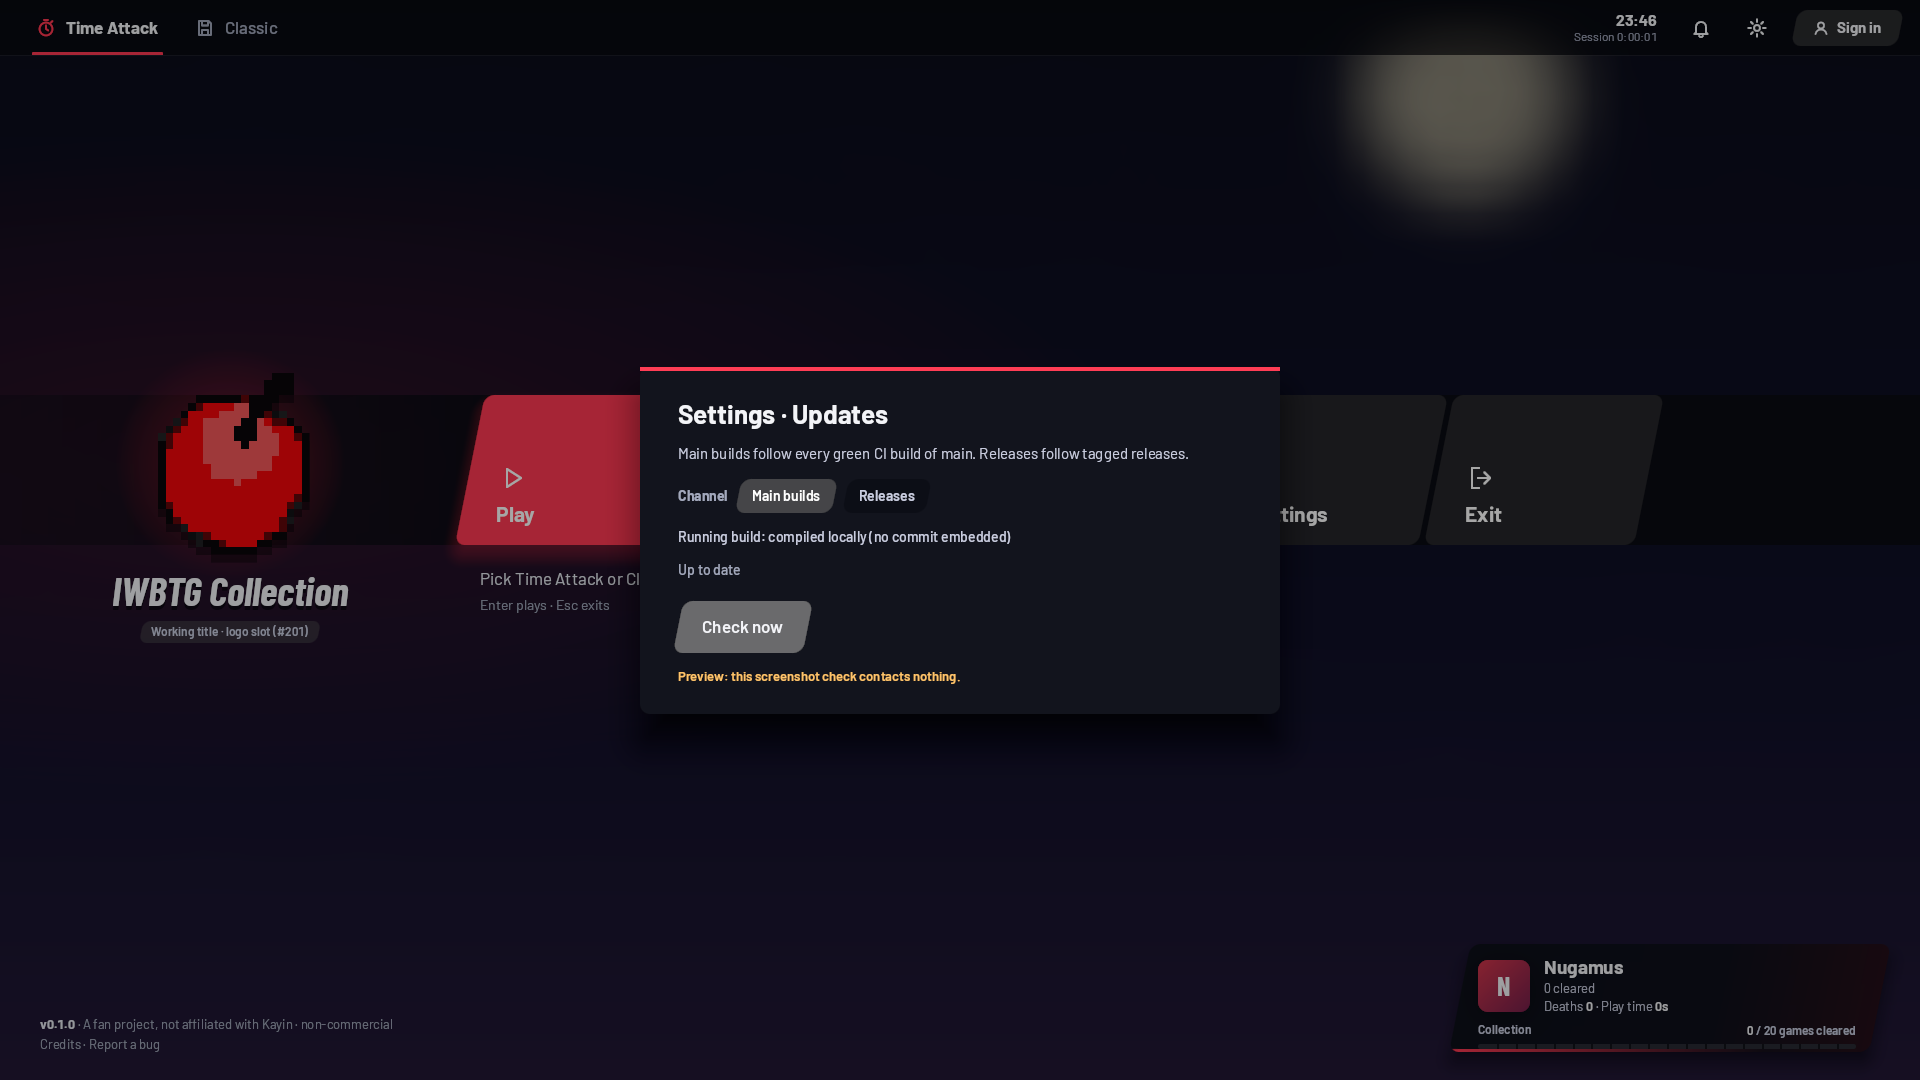 Time Attack
Classic
23:46
Session 0:00:01
Sign in
Settings · Updates
Main builds follow every green CI build of main. Releases follow tagged releases.
Channel Main builds Releases
Running build: compiled locally (no commit embedded)
Up to date
Check now
Preview: this screenshot check contacts nothing.
Play
tings
Exit
Pick Time Attack or Cl
Enter plays · Esc exits
IWBTG Collection
Working title · logo slot (#201)
N
Nugamus
0 cleared
Deaths 0 · Play time 0s
Collection
0 / 20 games cleared
v0.1.0 · A fan project, not affiliated with Kayin · non-commercial
Credits · Report a bug